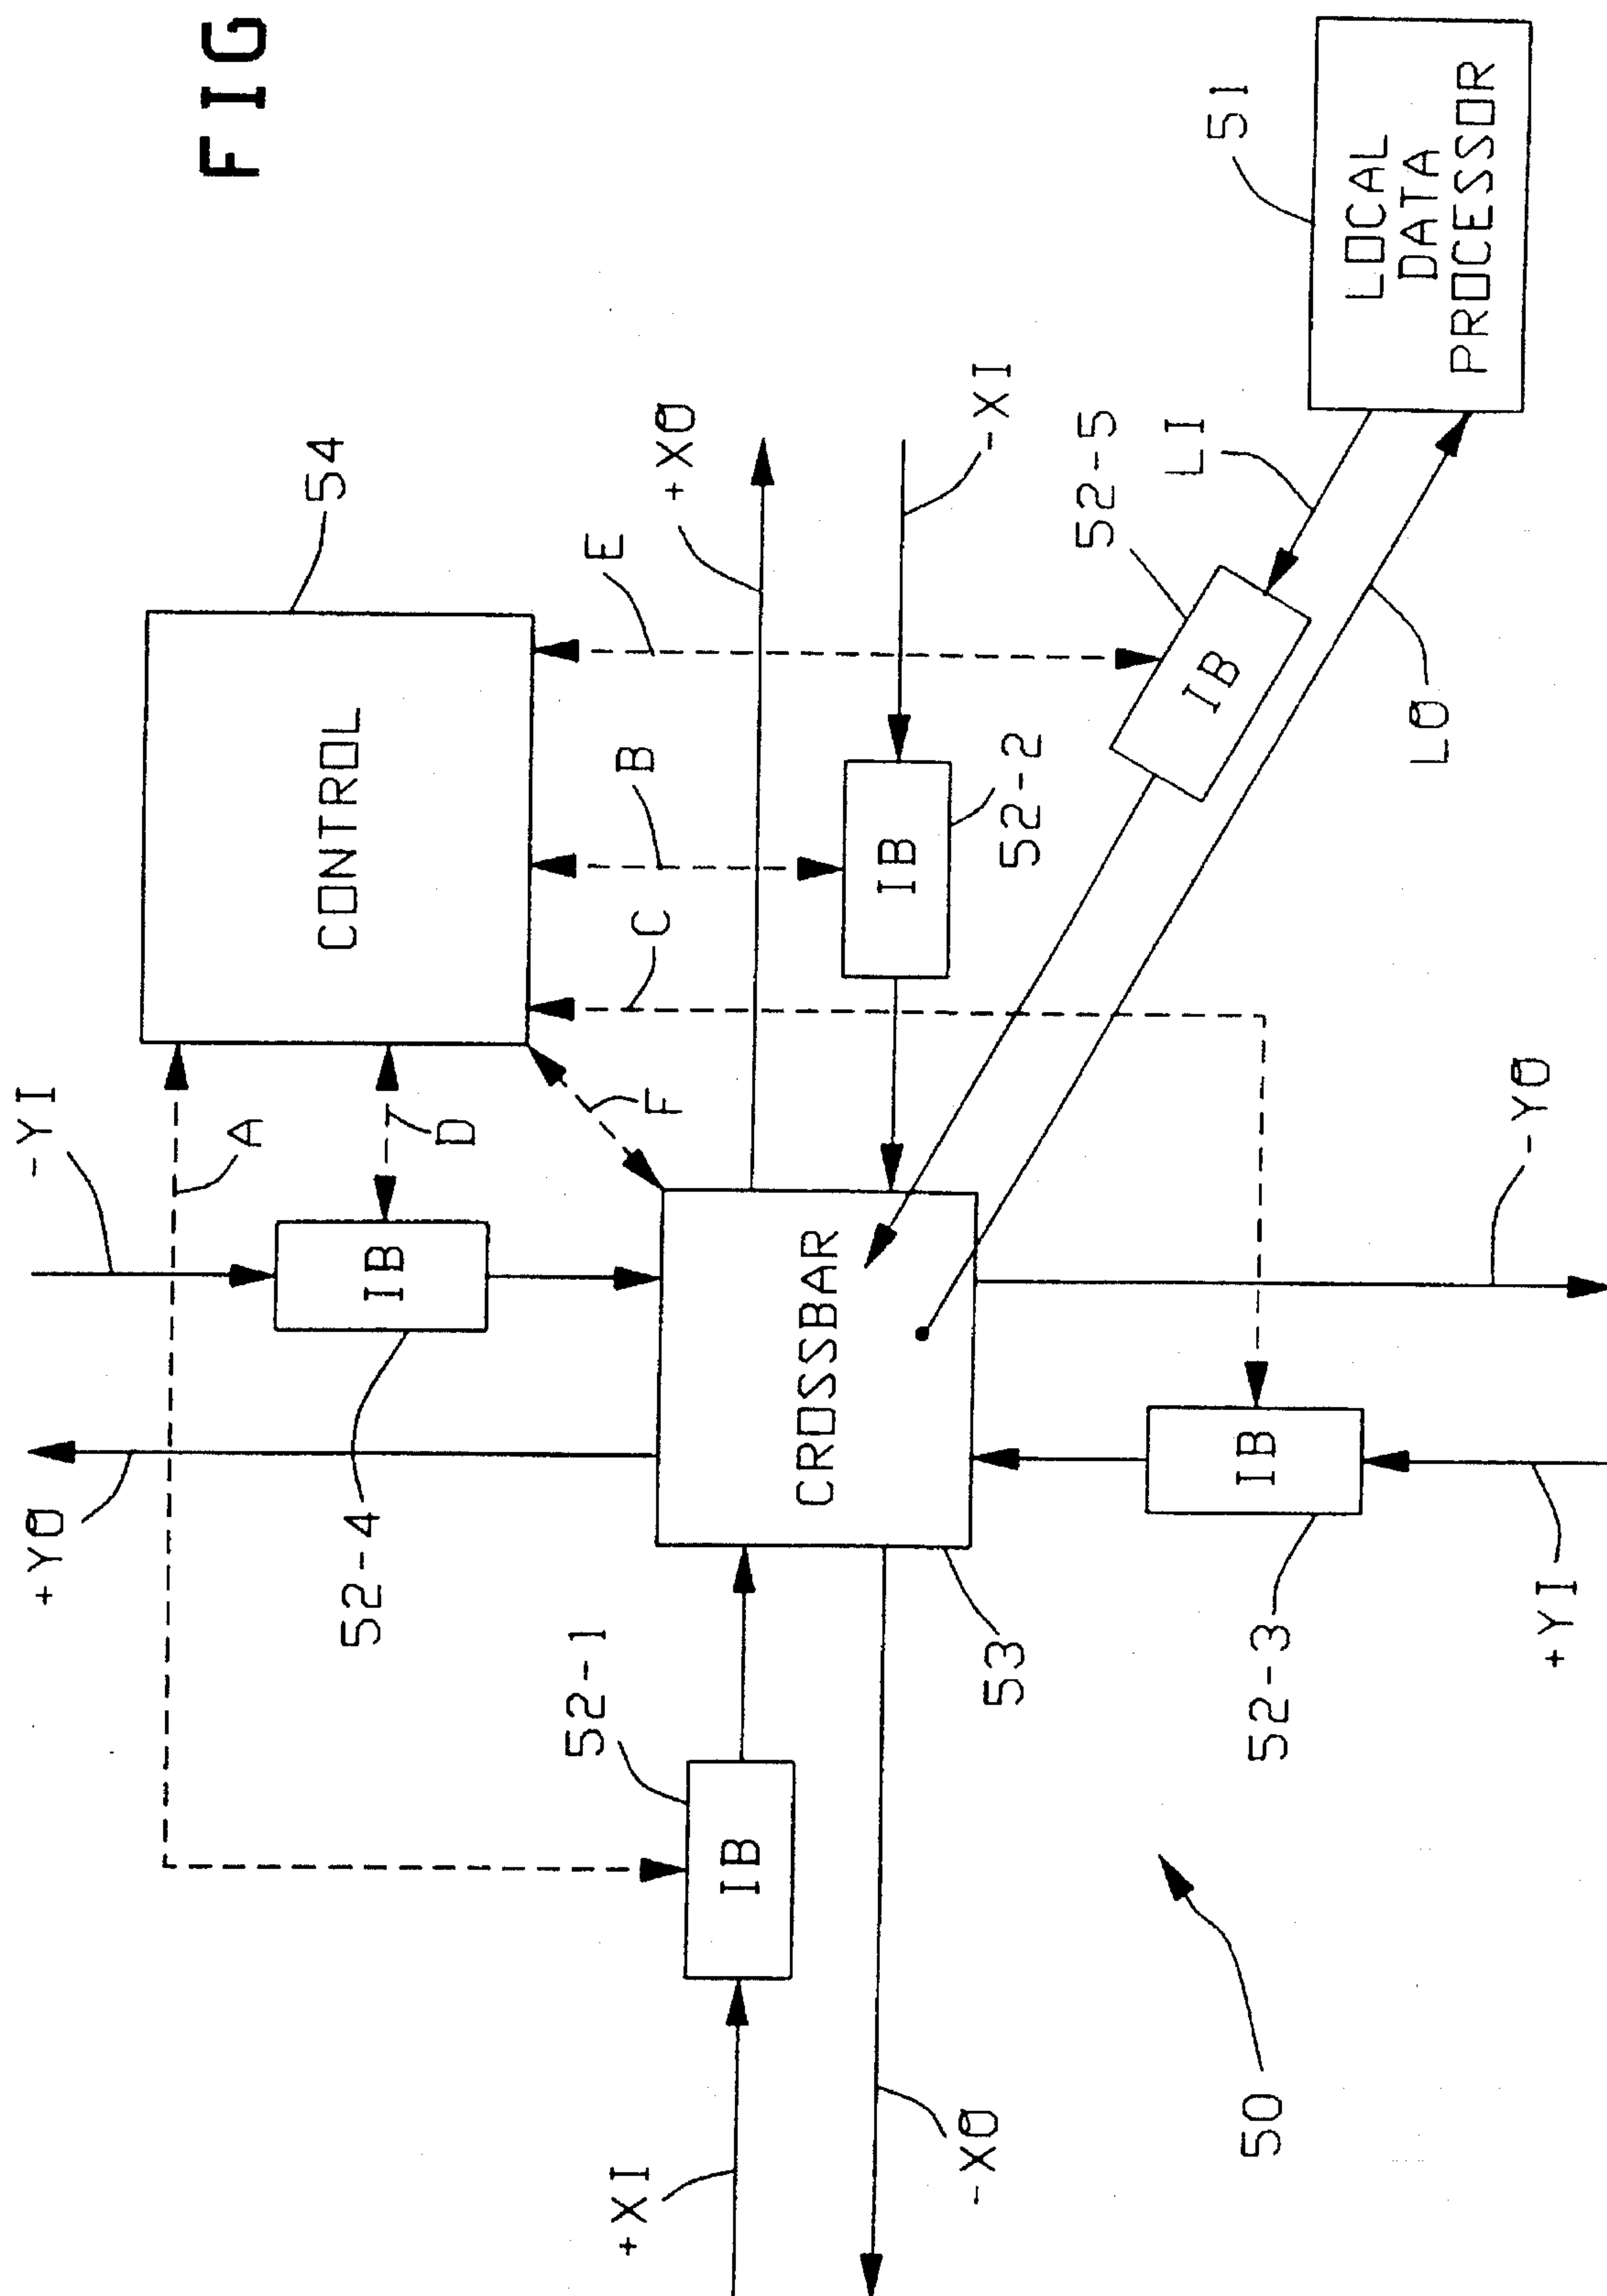 FIG
-YI
+YO
A
D
54
CONTROL
IB
52-4
F
C
B
E
+XO
52-1
+XI
IB
CROSSBAR
IB
-XI
52-2
-XO
53
52-5
IB
LI
51
LOCAL
DATA
PROCESSOR
IB
52-3
LO
50
+YI
-YO